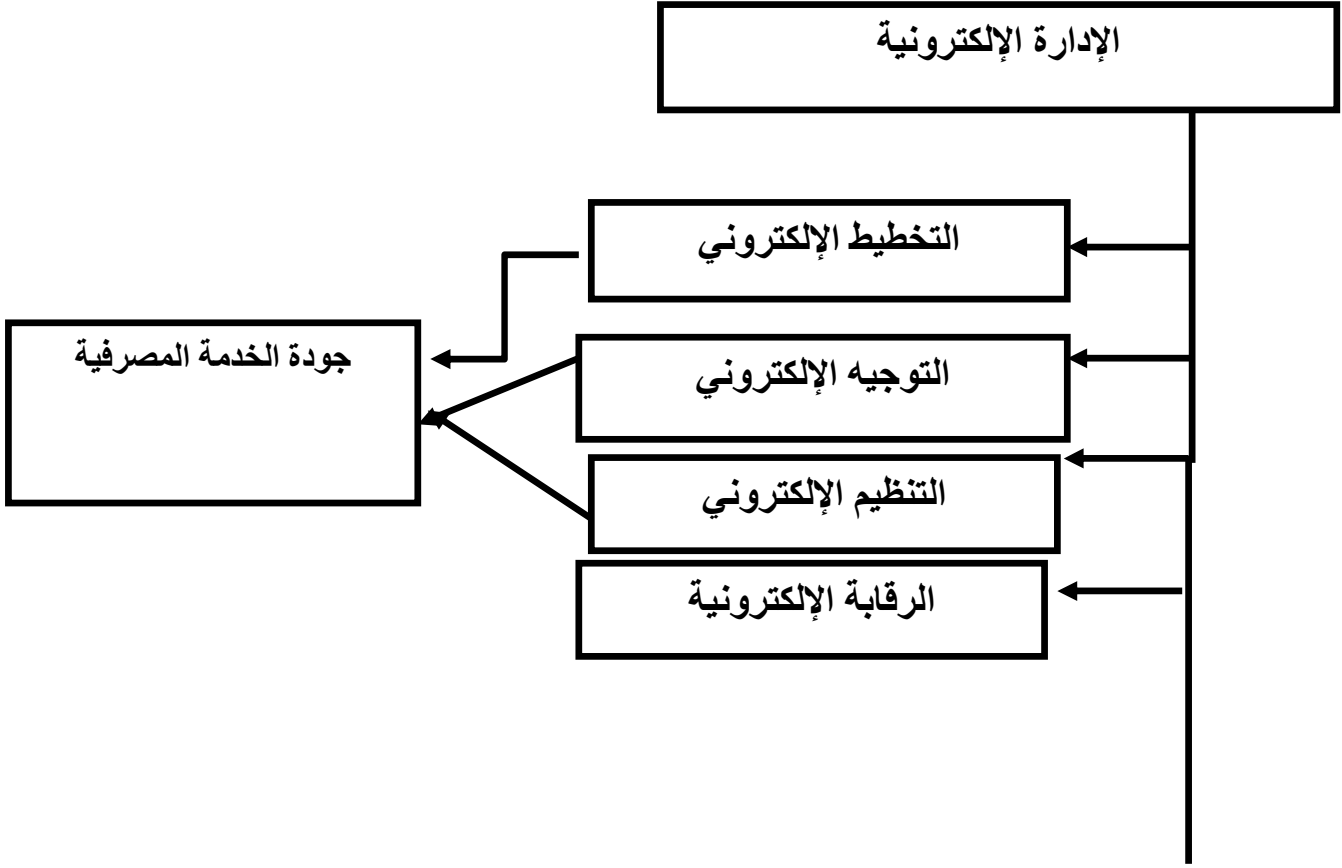 الإدارة الإلكترونية
التخطيط الإلكتروني
جودة الخدمة المصرفية
التوجيه الإلكتروني
التنظيم الإلكتروني
الرقابة الإلكترونية